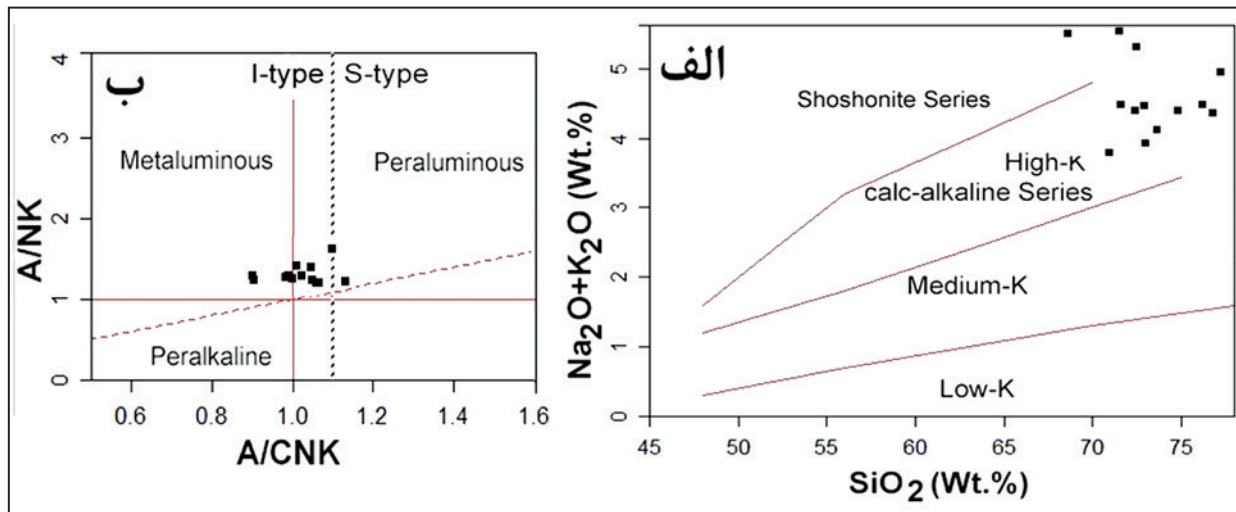 ب
I-type
S-type
Metaluminous
Peraluminous
Peralkaline
A/NK
4
3
2
1
0
0.6 0.8 1.0 1.2 1.4 1.6
A/CNK
الف
Shoshonite Series
High-K
calc-alkaline Series
Medium-K
Low-K
Na2O+K2O (Wt.%)
5
4
3
2
1
0
45 50 55 60 65 70 75
SiO2 (Wt.%)